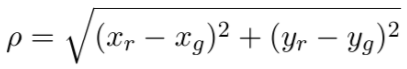 ρ = √((x_r − x_g)² + (y_r − y_g)²)